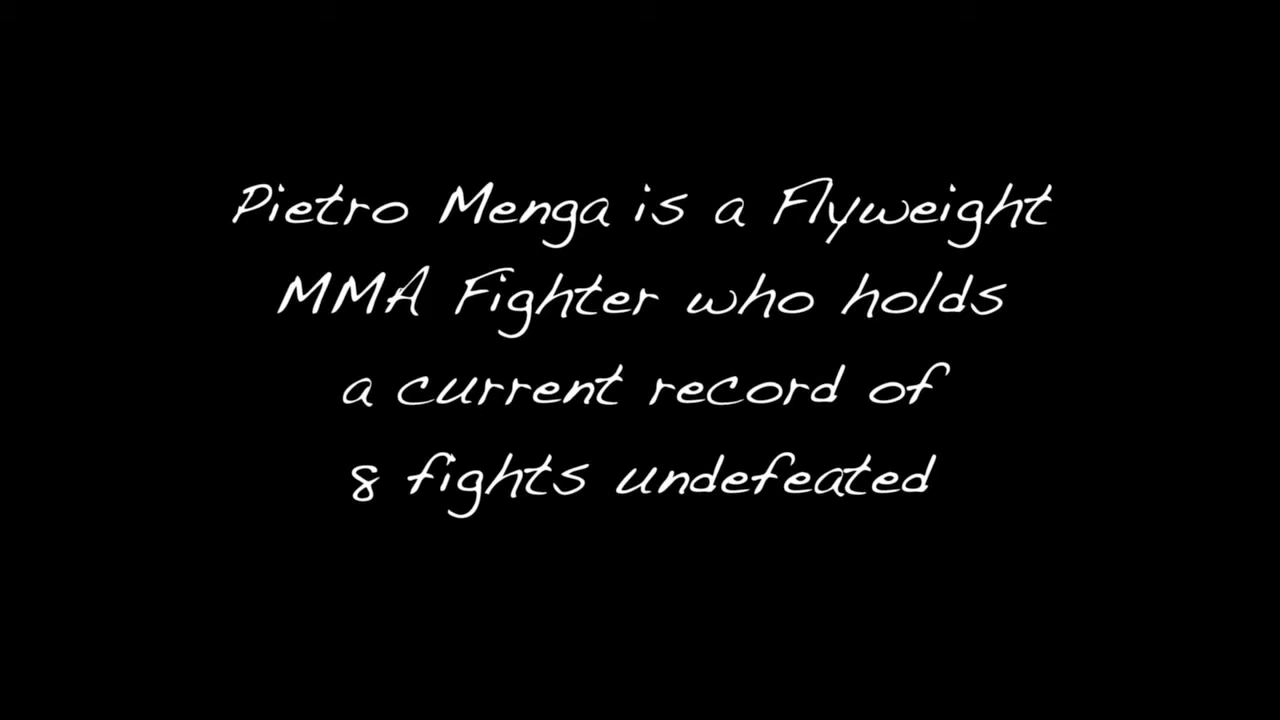 Pietro Menga is a Flyweight
MMA Fighter who holds
a current record of
8 fights undefeated